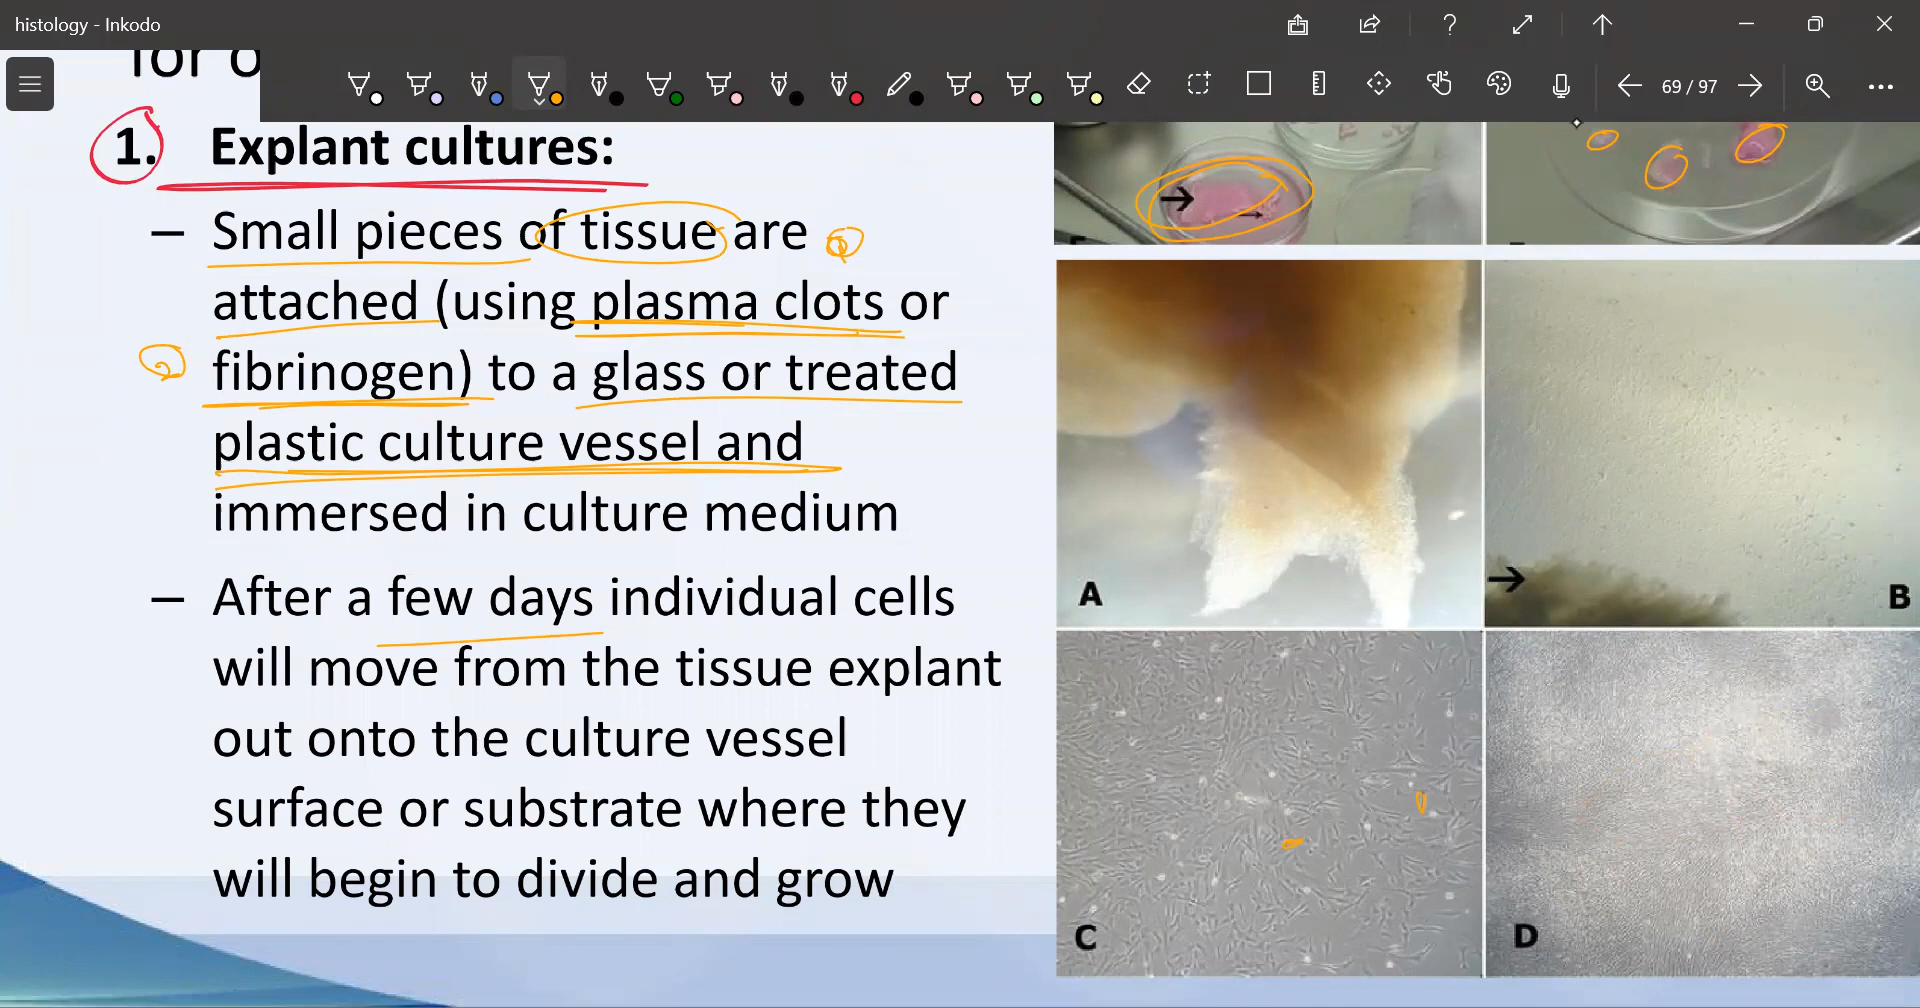 histology - Inkodo
69 / 97
for o
1. Explant cultures:
– Small pieces of tissue are
attached (using plasma clots or
fibrinogen) to a glass or treated
plastic culture vessel and
immersed in culture medium
– After a few days individual cells
will move from the tissue explant
out onto the culture vessel
surface or substrate where they
will begin to divide and grow
A
B
C
D